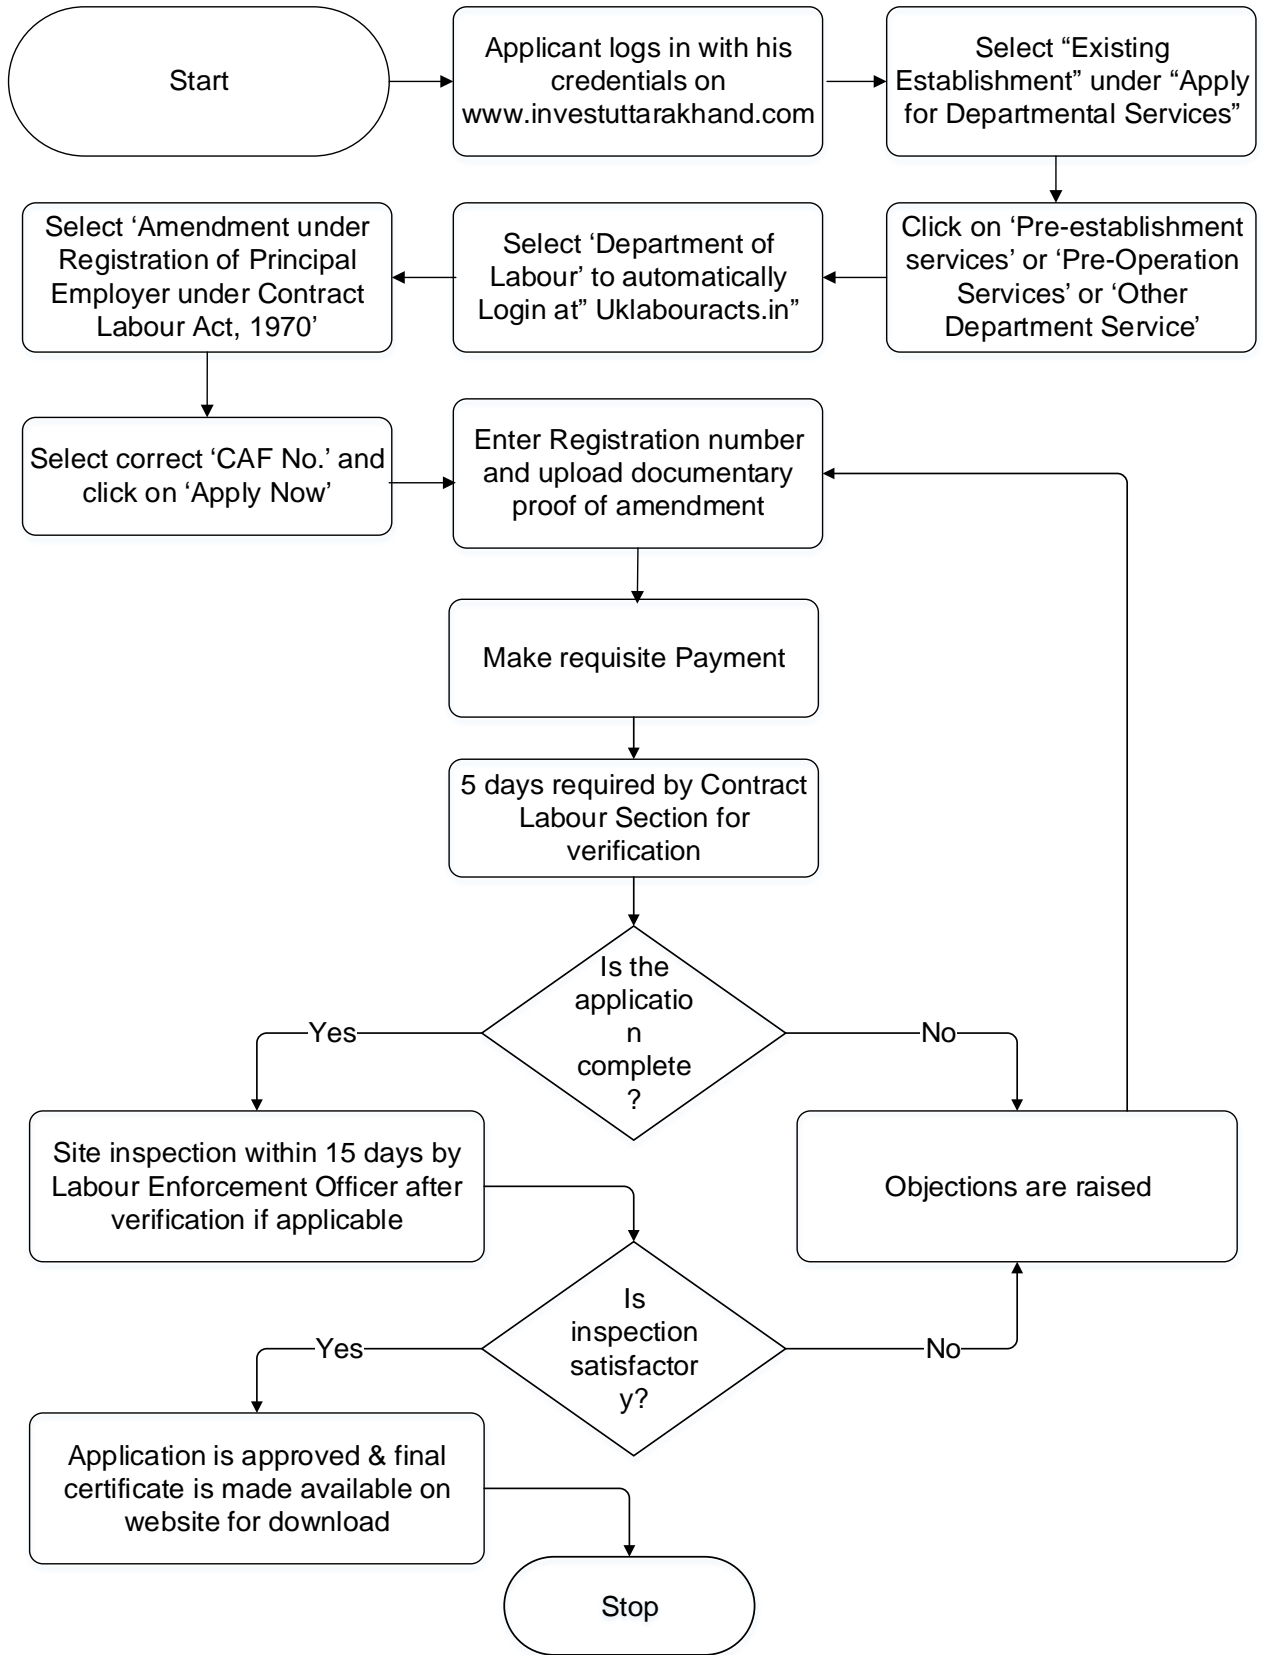 Start
Applicant logs in with his
credentials on
www.investuttarakhand.com
Select “Existing
Establishment” under “Apply
for Departmental Services”
Click on ‘Pre-establishment
services’ or ‘Pre-Operation
Services’ or ‘Other
Department Service’
Select ‘Department of
Labour’ to automatically
Login at” Uklabouracts.in”
Select ‘Amendment under
Registration of Principal
Employer under Contract
Labour Act, 1970’
Select correct ‘CAF No.’ and
click on ‘Apply Now’
Enter Registration number
and upload documentary
proof of amendment
Make requisite Payment
5 days required by Contract
Labour Section for
verification
Is the
applicatio
n
complete
?
Yes
No
Site inspection within 15 days by
Labour Enforcement Officer after
verification if applicable
Objections are raised
Is
inspection
satisfactor
y?
Yes
No
Application is approved & final
certificate is made available on
website for download
Stop